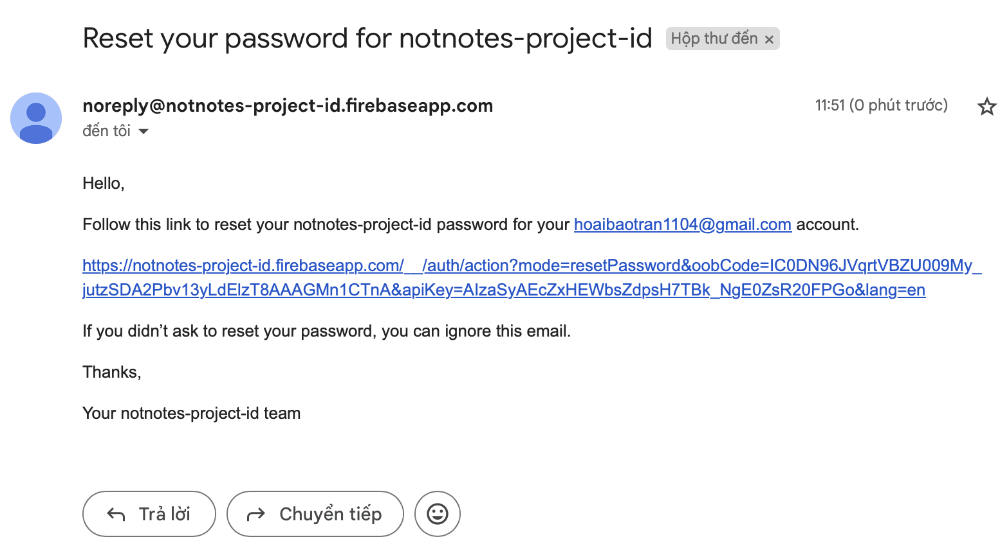 Reset your password for notnotes-project-id Hộp thư đến ×
noreply@notnotes-project-id.firebaseapp.com 11:51 (0 phút trước)
đến tôi
Hello,
Follow this link to reset your notnotes-project-id password for your hoaibaotran1104@gmail.com account.
https://notnotes-project-id.firebaseapp.com/__/auth/action?mode=resetPassword&oobCode=IC0DN96JVqrtVBZU009My_
jutzSDA2Pbv13yLdElzT8AAAGMn1CTnA&apiKey=AIzaSyAEcZxHEWbsZdpsH7TBk_NgE0ZsR20FPGo&lang=en
If you didn’t ask to reset your password, you can ignore this email.
Thanks,
Your notnotes-project-id team
Trả lời Chuyển tiếp